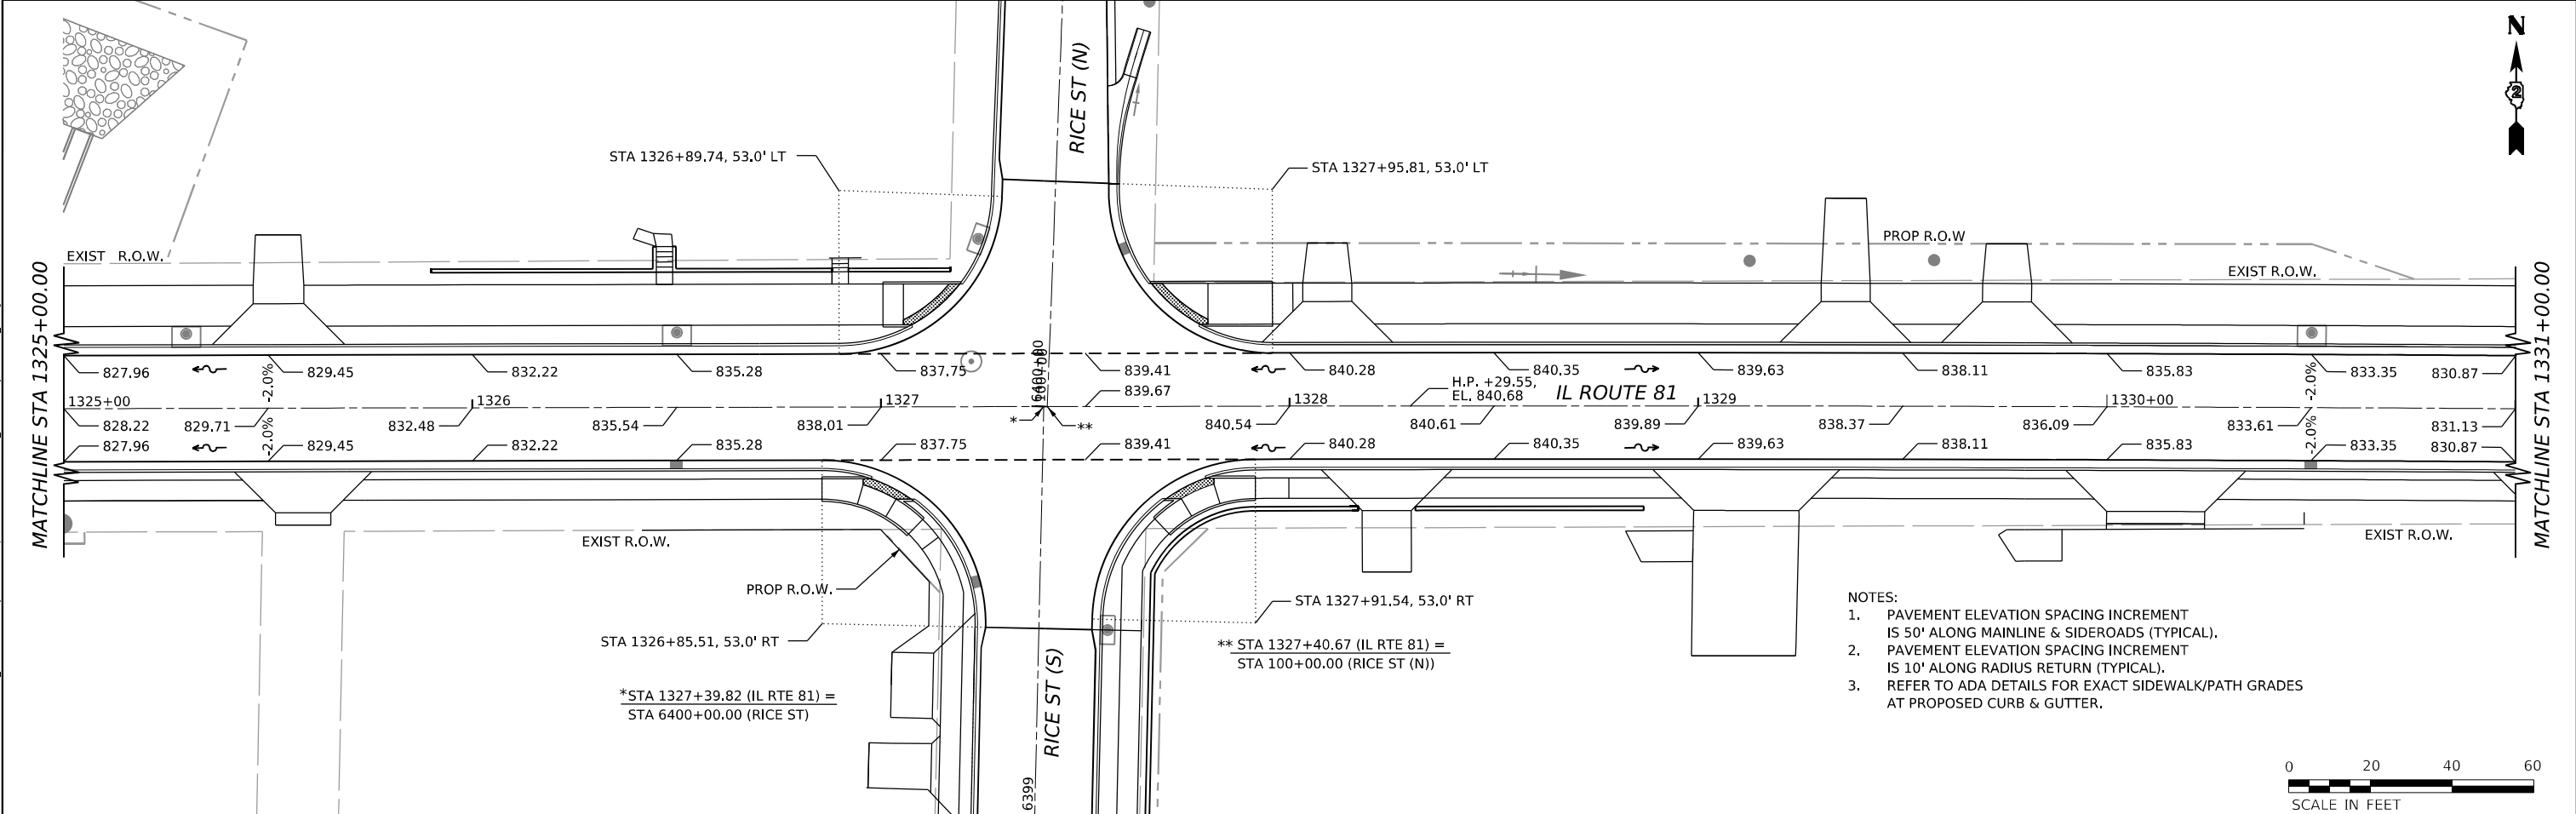 N
2
RICE ST (N)
STA 1326+89.74, 53.0' LT
STA 1327+95.81, 53.0' LT
EXIST R.O.W.
PROP R.O.W
EXIST R.O.W.
MATCHLINE STA 1325+00.00
MATCHLINE STA 1331+00.00
827.96 -2.0% 829.45 832.22 835.28 837.75 839.41 840.28 840.35 839.63 838.11 835.83 -2.0% 833.35 830.87
6400+00
100+00
839.67
H.P. +29.55,
EL. 840.68
IL ROUTE 81
1325+00 1326 1327 1328 1329 1330+00
828.22 829.71 832.48 835.54 838.01 * ** 840.54 840.61 839.89 838.37 836.09 833.61 831.13
827.96 -2.0% 829.45 832.22 835.28 837.75 839.41 840.28 840.35 839.63 838.11 835.83 -2.0% 833.35 830.87
EXIST R.O.W.
EXIST R.O.W.
PROP R.O.W.
STA 1326+85.51, 53.0' RT
STA 1327+91.54, 53.0' RT
** STA 1327+40.67 (IL RTE 81) =
STA 100+00.00 (RICE ST (N))
*STA 1327+39.82 (IL RTE 81) =
STA 6400+00.00 (RICE ST)
RICE ST (S)
6399
NOTES:
1. PAVEMENT ELEVATION SPACING INCREMENT
IS 50' ALONG MAINLINE & SIDEROADS (TYPICAL).
2. PAVEMENT ELEVATION SPACING INCREMENT
IS 10' ALONG RADIUS RETURN (TYPICAL).
3. REFER TO ADA DETAILS FOR EXACT SIDEWALK/PATH GRADES
AT PROPOSED CURB & GUTTER.
0 20 40 60
SCALE IN FEET